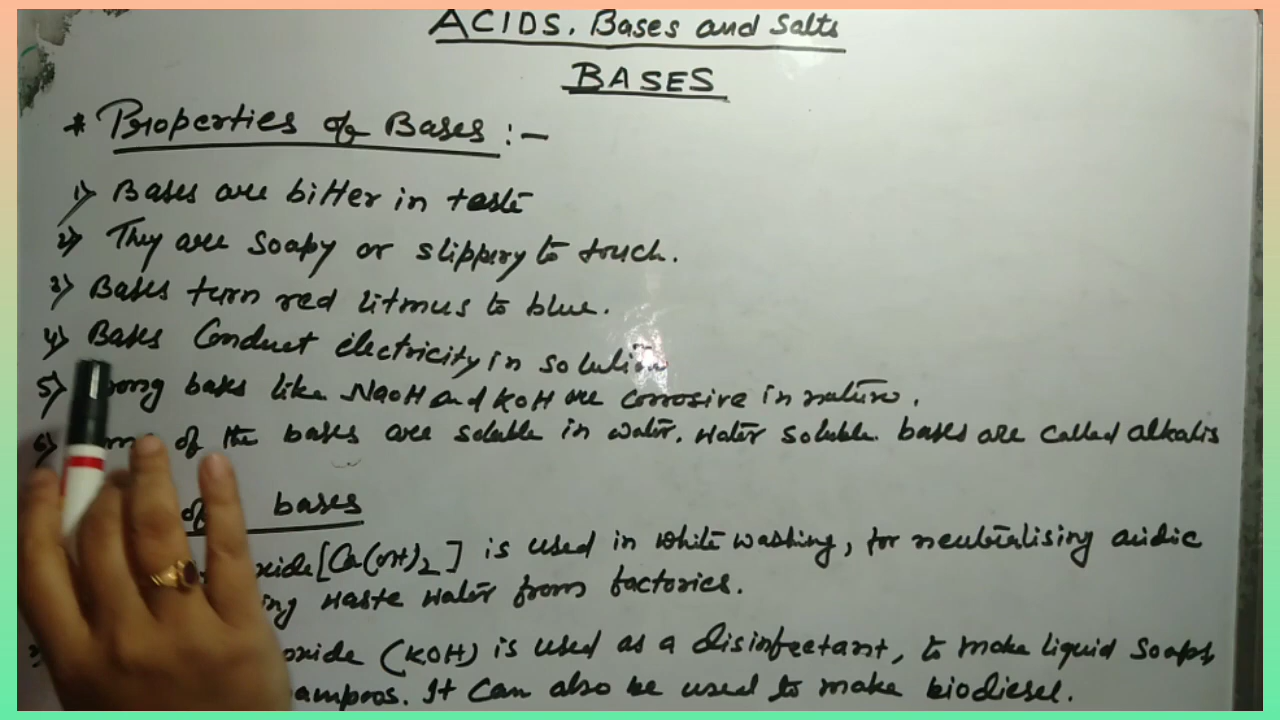 ACIDS, Bases and Salts
BASES
* Properties of Bases :-
1) Bases are bitter in taste
2) They are Soapy or slippery to touch.
3) Bases turn red litmus to blue.
4) Bases Conduct electricity in solution
5) bases like NaOH and KOH are corrosive in nature.
6) of the bases are soluble in water. Water soluble bases are called alkalis
of bases
[Ca(OH)2] is used in white washing, for neutralising acidic
waste water from factories.
(KOH) is used as a disinfectant, to make liquid soaps
It can also be used to make biodiesel.